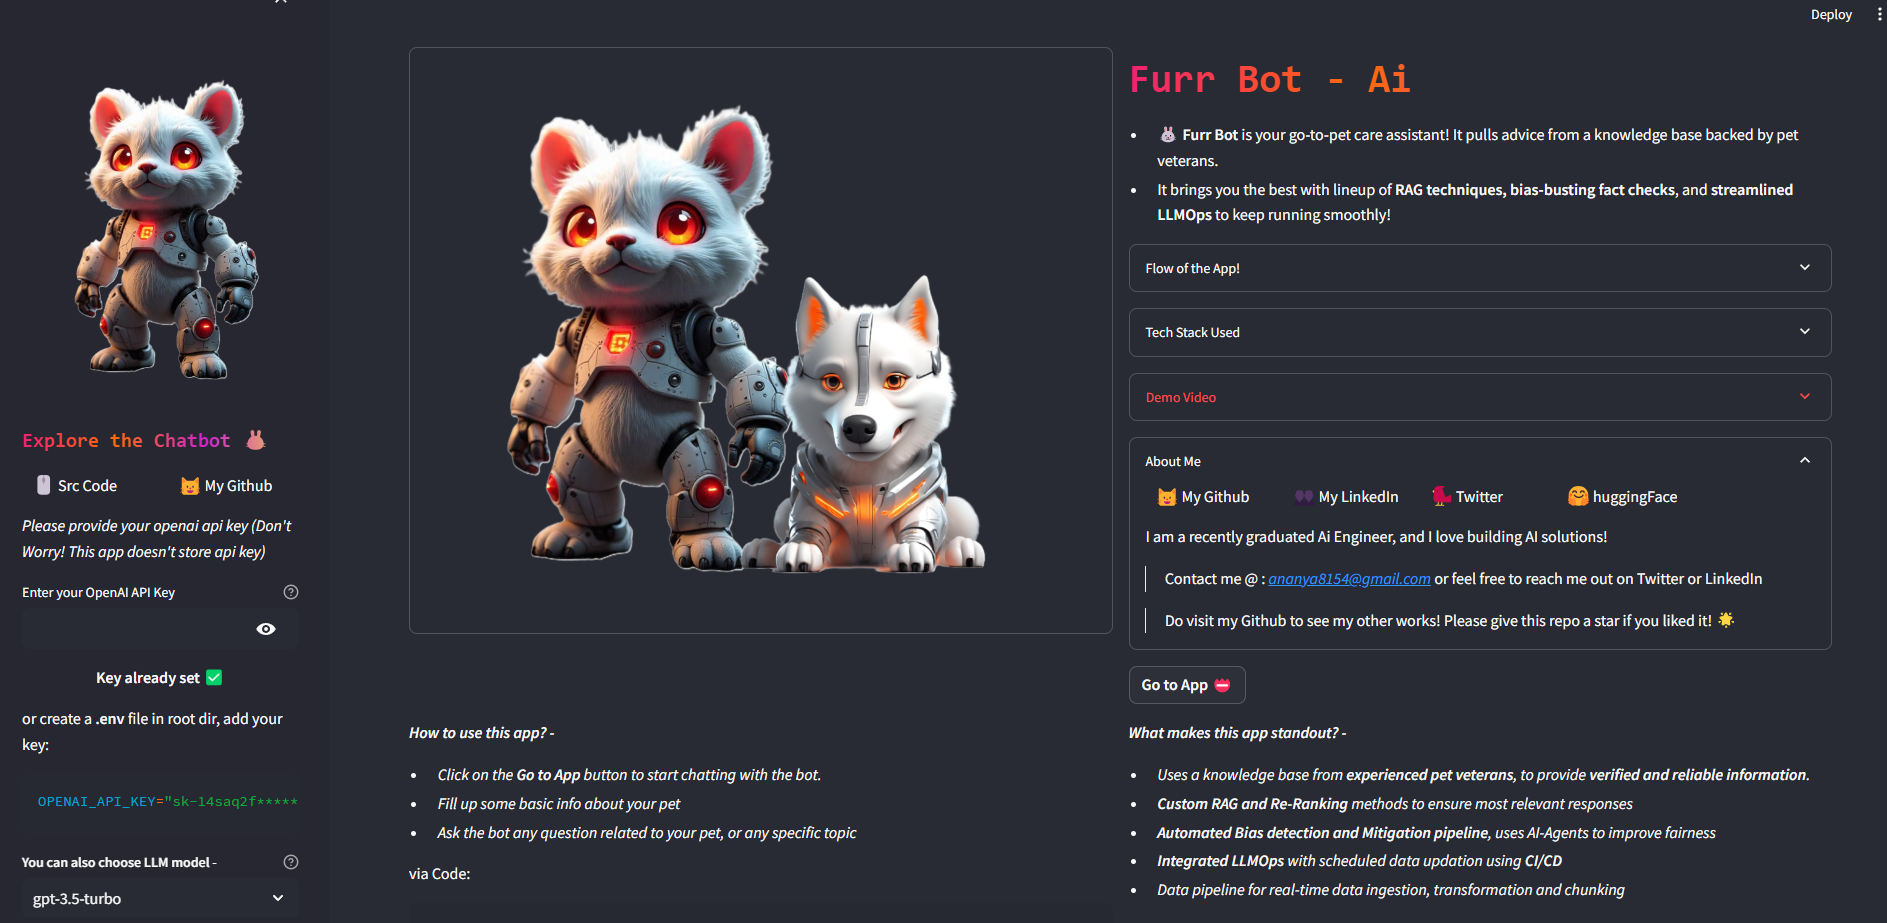 Deploy
Explore the Chatbot
Src Code
My Github
Please provide your openai api key (Don't
Worry! This app doesn't store api key)
Enter your OpenAI API Key
Key already set ✅
or create a .env file in root dir, add your
key:
OPENAI_API_KEY="sk-14saq2f*****
You can also choose LLM model -
gpt-3.5-turbo
How to use this app? -
• Click on the Go to App button to start chatting with the bot.
• Fill up some basic info about your pet
• Ask the bot any question related to your pet, or any specific topic
via Code:
Furr Bot - Ai
• 🐰 Furr Bot is your go-to-pet care assistant! It pulls advice from a knowledge base backed by pet
veterans.
• It brings you the best with lineup of RAG techniques, bias-busting fact checks, and streamlined
LLMOps to keep running smoothly!
Flow of the App!
Tech Stack Used
Demo Video
About Me
My Github
My LinkedIn
Twitter
🤗 huggingFace
I am a recently graduated Ai Engineer, and I love building AI solutions!
Contact me @ : ananya8154@gmail.com or feel free to reach me out on Twitter or LinkedIn
Do visit my Github to see my other works! Please give this repo a star if you liked it! 🌟
Go to App
What makes this app standout? -
• Uses a knowledge base from experienced pet veterans, to provide verified and reliable information.
• Custom RAG and Re-Ranking methods to ensure most relevant responses
• Automated Bias detection and Mitigation pipeline, uses AI-Agents to improve fairness
• Integrated LLMOps with scheduled data updation using CI/CD
• Data pipeline for real-time data ingestion, transformation and chunking